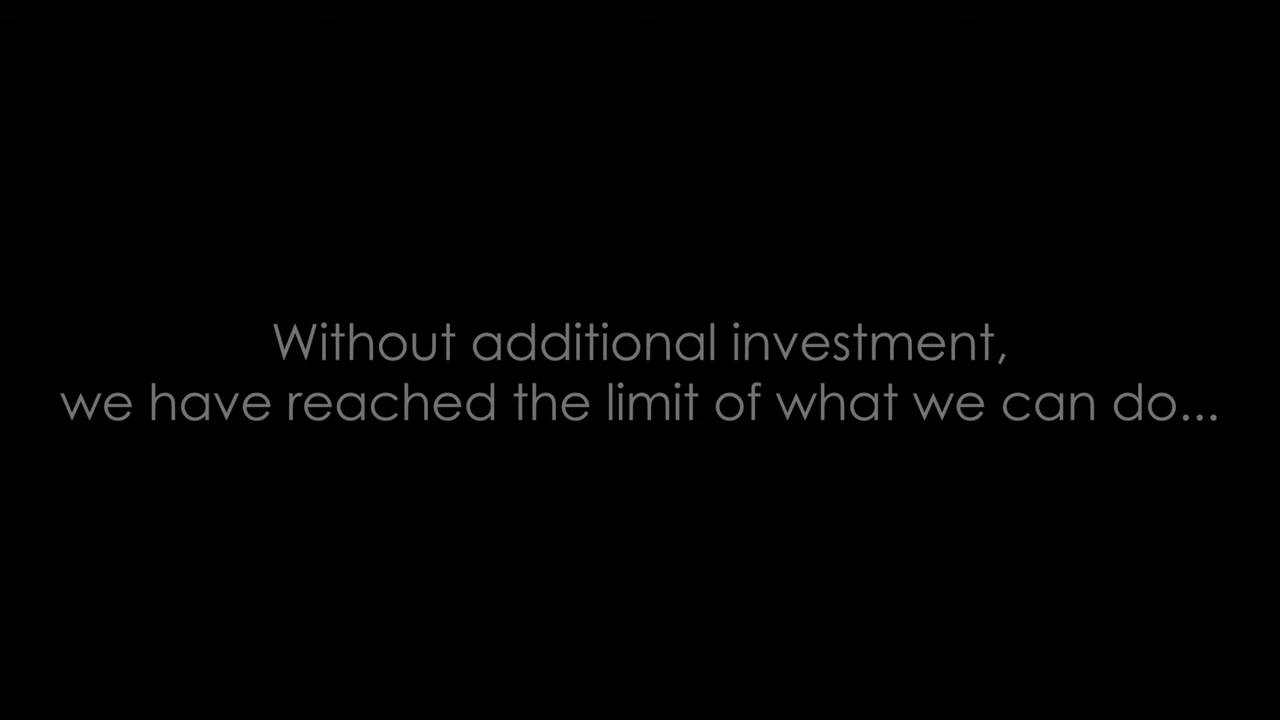 Without additional investment,
we have reached the limit of what we can do...